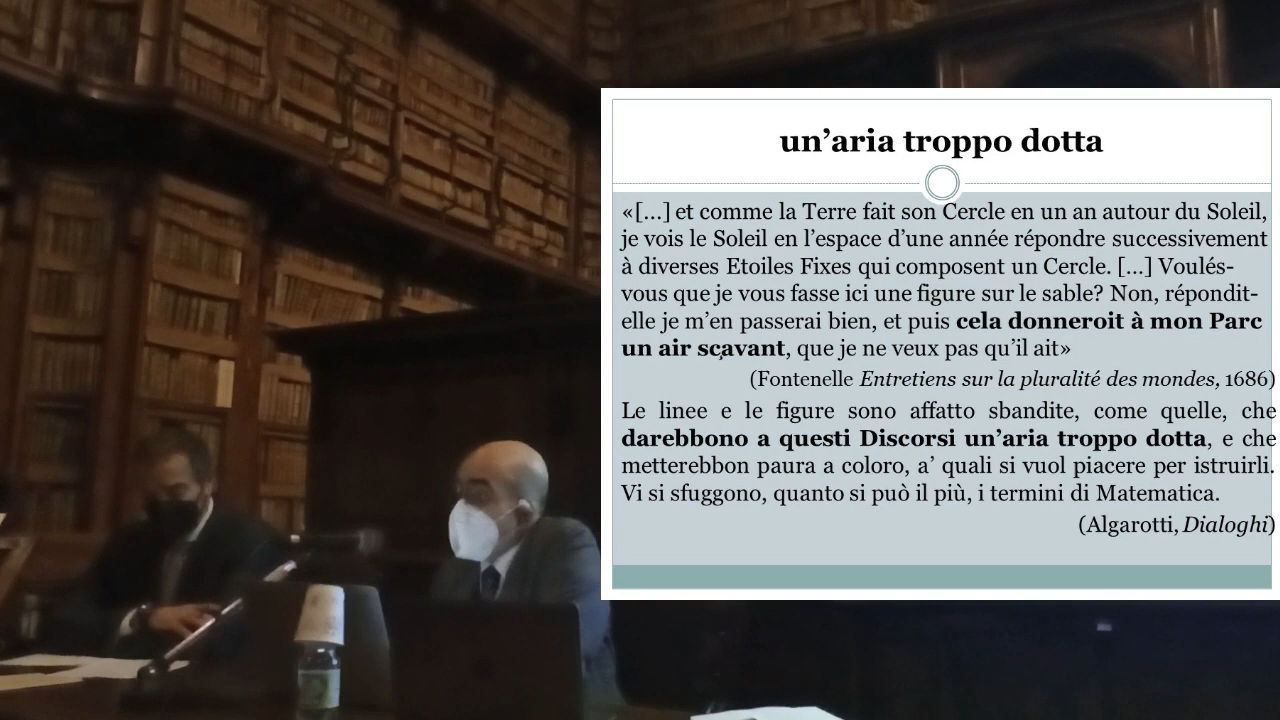 un’aria troppo dotta
«[…] et comme la Terre fait son Cercle en un an autour du Soleil,
je vois le Soleil en l’espace d’une année répondre successivement
à diverses Etoiles Fixes qui composent un Cercle. […] Voulés-
vous que je vous fasse ici une figure sur le sable? Non, répondit-
elle je m’en passerai bien, et puis cela donneroit à mon Parc
un air sçavant, que je ne veux pas qu’il ait»
(Fontenelle Entretiens sur la pluralité des mondes, 1686)
Le linee e le figure sono affatto sbandite, come quelle, che
darebbono a questi Discorsi un’aria troppo dotta, e che
metterebbon paura a coloro, a’ quali si vuol piacere per istruirli.
Vi si sfuggono, quanto si può il più, i termini di Matematica.
(Algarotti, Dialoghi)